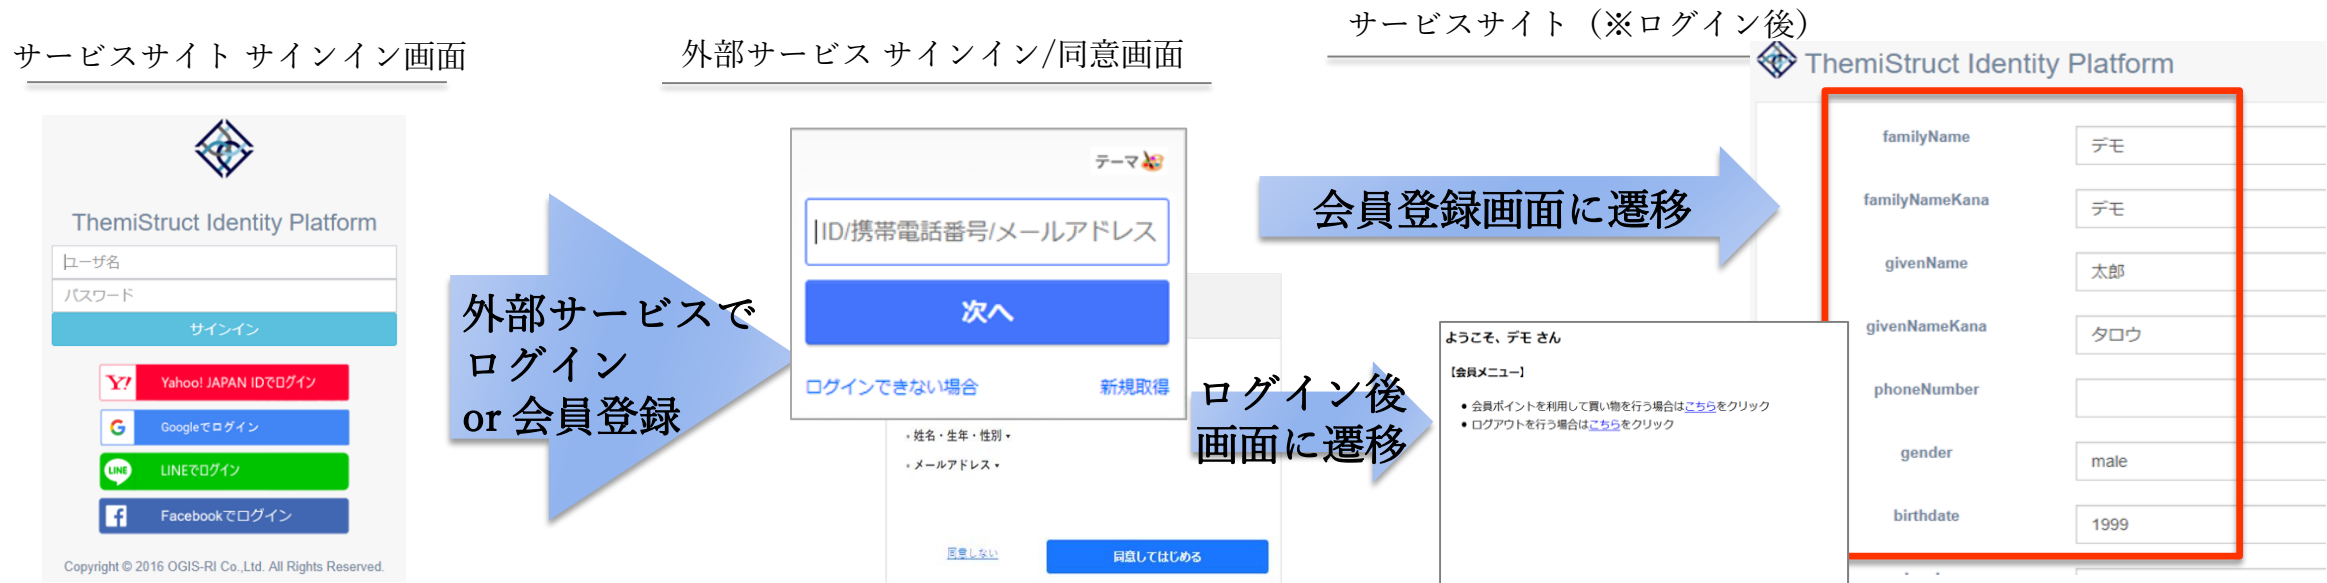 サービスサイト サインイン画面
ThemiStruct Identity Platform
ユーザ名
パスワード
サインイン
Y! Yahoo! JAPAN IDでログイン
G Googleでログイン
LINE LINEでログイン
f Facebookでログイン
Copyright © 2016 OGIS-RI Co.,Ltd. All Rights Reserved.
外部サービスで
ログイン
or 会員登録
外部サービス サインイン/同意画面
テーマ
ID/携帯電話番号/メールアドレス
次へ
ログインできない場合 新規取得
姓名・生年・性別
メールアドレス
同意しない 同意してはじめる
会員登録画面に遷移
ログイン後
画面に遷移
サービスサイト（※ログイン後）
ようこそ、デモ さん
【会員メニュー】
• 会員ポイントを利用して買い物を行う場合はこちらをクリック
• ログアウトを行う場合はこちらをクリック
ThemiStruct Identity Platform
familyName デモ
familyNameKana デモ
givenName 太郎
givenNameKana タロウ
phoneNumber
gender male
birthdate 1999